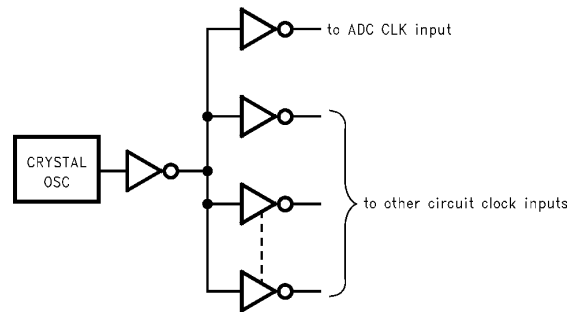 to ADC CLK input
CRYSTAL
OSC
to other circuit clock inputs